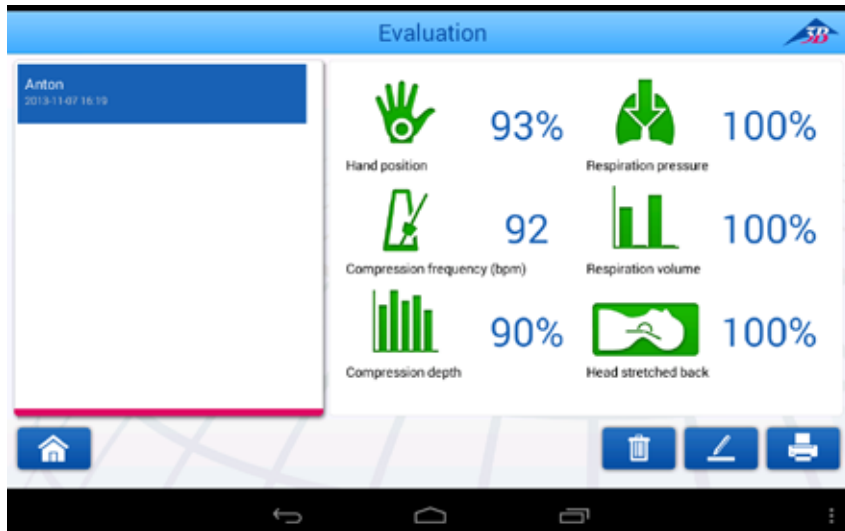 Evaluation
3B
Anton
2013-11-07 16:19
93%
Hand position
100%
Respiration pressure
92
Compression frequency (bpm)
100%
Respiration volume
90%
Compression depth
100%
Head stretched back